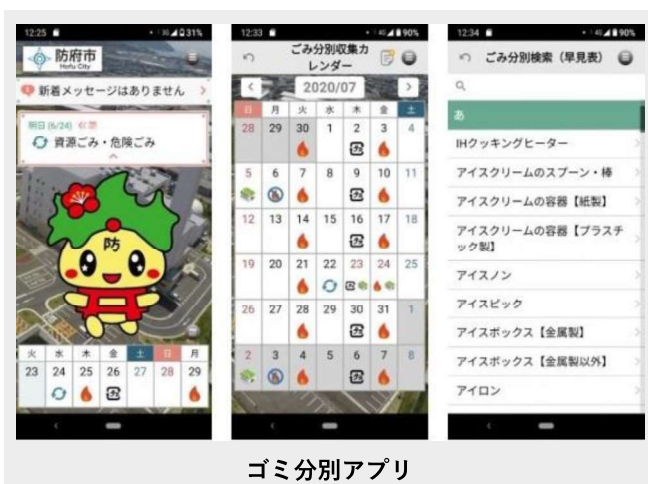 12:25
31%
防府市
Hofu City
新着メッセージはありません
明日 (6/24)
資源ごみ・危険ごみ
防
火 水 木 金 土 日 月
23 24 25 26 27 28 29
12:33
90%
ごみ分別収集カ
レンダー
2020/07
日 月 火 水 木 金 土
28 29 30 1 2 3 4
5 6 7 8 9 10 11
12 13 14 15 16 17 18
19 20 21 22 23 24 25
26 27 28 29 30 31 1
2 3 4 5 6 7 8
12:34
90%
ごみ分別検索（早見表）
あ
IHクッキングヒーター
アイスクリームのスプーン・棒
アイスクリームの容器【紙製】
アイスクリームの容器【プラスチ
ック製】
アイスノン
アイスピック
アイスボックス【金属製】
アイスボックス【金属製以外】
アイロン
ゴミ分別アプリ